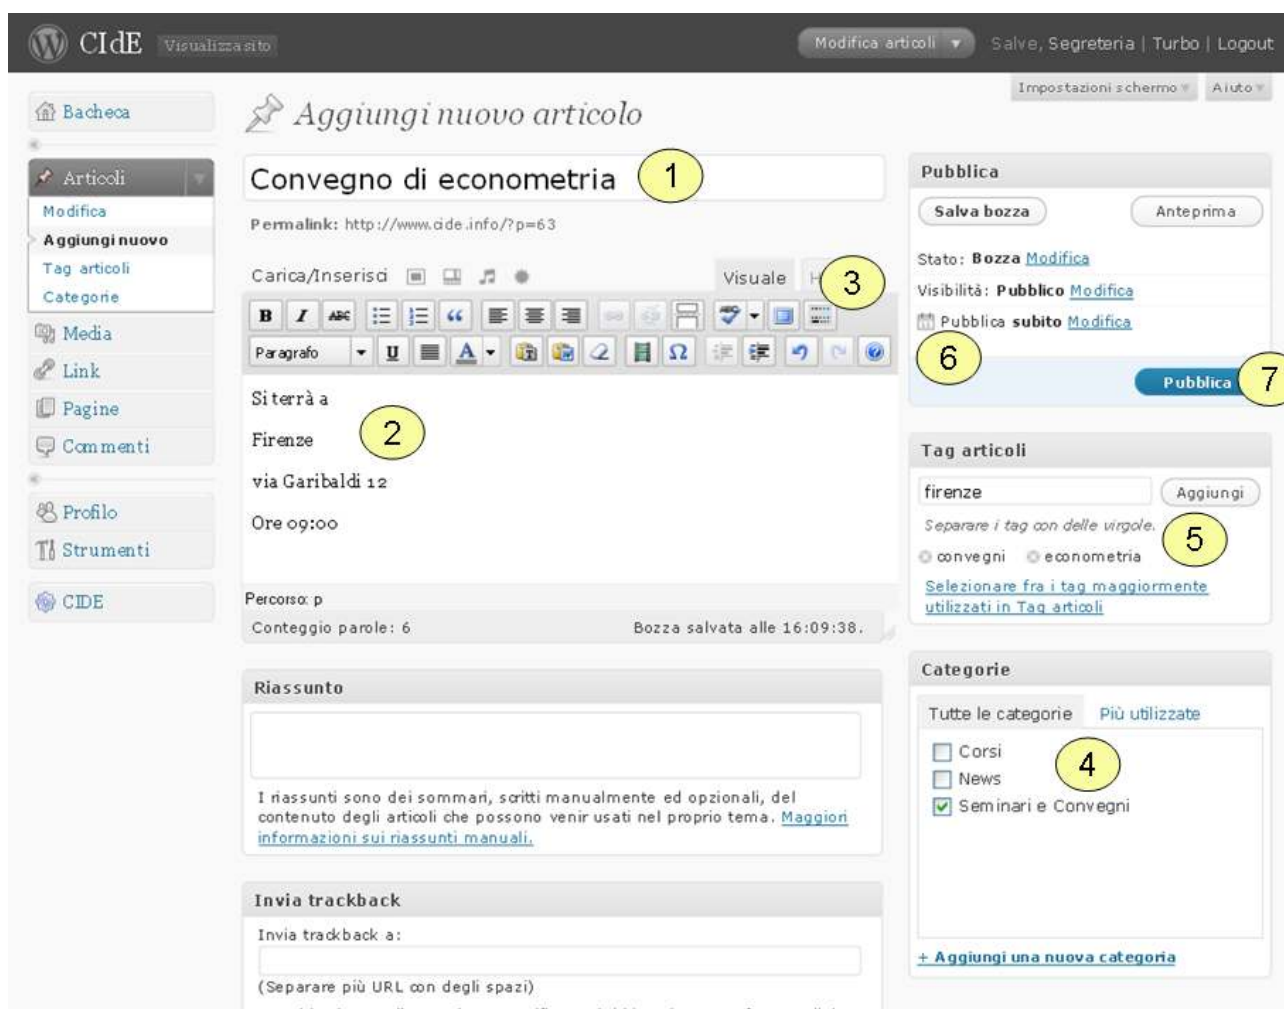 CIdE Visualizza sito Modifica articoli Salve, Segreteria | Turbo | Logout
Impostazioni schermo Aiuto
Bacheca
Articoli
Modifica
Aggiungi nuovo
Tag articoli
Categorie
Media
Link
Pagine
Commenti
Profilo
Strumenti
CIDE
Aggiungi nuovo articolo
Convegno di econometria 1
Permalink: http://www.cide.info/?p=63
Carica/Inserisci Visuale H 3
B I ABC
Paragrafo U A Ω
Si terrà a
Firenze 2
via Garibaldi 12
Ore 09:00
Percorso: p
Conteggio parole: 6 Bozza salvata alle 16:09:38.
Riassunto
I riassunti sono dei sommari, scritti manualmente ed opzionali, del
contenuto degli articoli che possono venir usati nel proprio tema. Maggiori
informazioni sui riassunti manuali.
Invia trackback
Invia trackback a:
(Separare più URL con degli spazi)
Pubblica
Salva bozza Anteprima
Stato: Bozza Modifica
Visibilità: Pubblico Modifica
Pubblica subito Modifica
6
Pubblica 7
Tag articoli
firenze Aggiungi
Separare i tag con delle virgole. 5
convegni econometria
Selezionare fra i tag maggiormente
utilizzati in Tag articoli
Categorie
Tutte le categorie Più utilizzate
Corsi 4
News
Seminari e Convegni
+ Aggiungi una nuova categoria